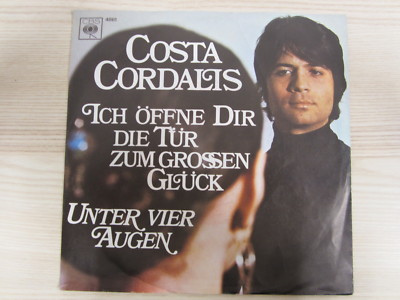 COSTA
CORDALIS
ICH ÖFFNE DIR
DIE TÜR
ZUM GROSSEN
GLÜCK
UNTER VIER
AUGEN